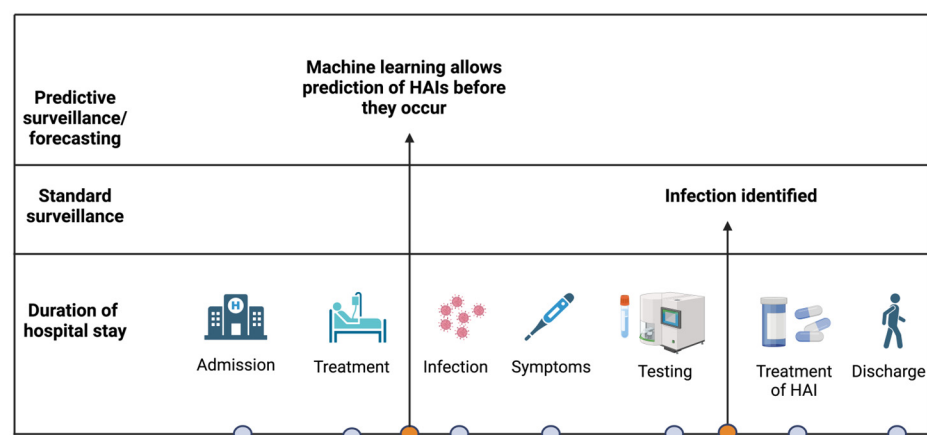 Machine learning allows
prediction of HAIs before
they occur
Predictive
surveillance/
forecasting
Standard
surveillance
Infection identified
Duration of
hospital stay
H
Admission
Treatment
Infection
Symptoms
Testing
Treatment
of HAI
Discharge